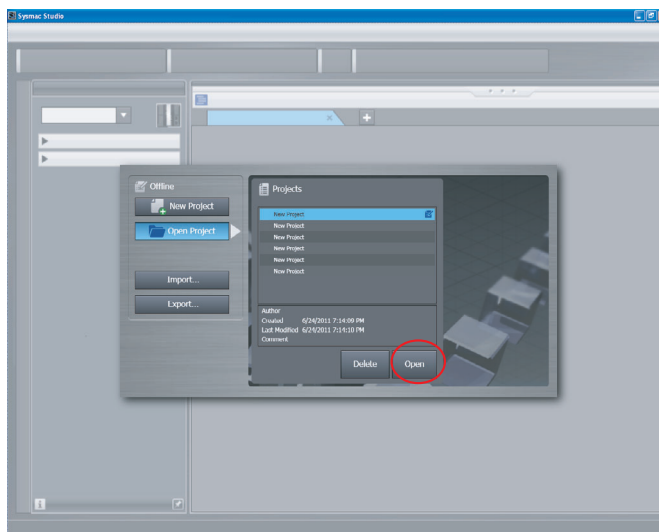 Sysmac Studio
Offline
New Project
Open Project
Import...
Export...
Projects
New Project
New Project
New Project
New Project
New Project
New Project
Author
Created 6/24/2011 7:14:09 PM
Last Modified 6/24/2011 7:14:10 PM
Comment
Delete
Open